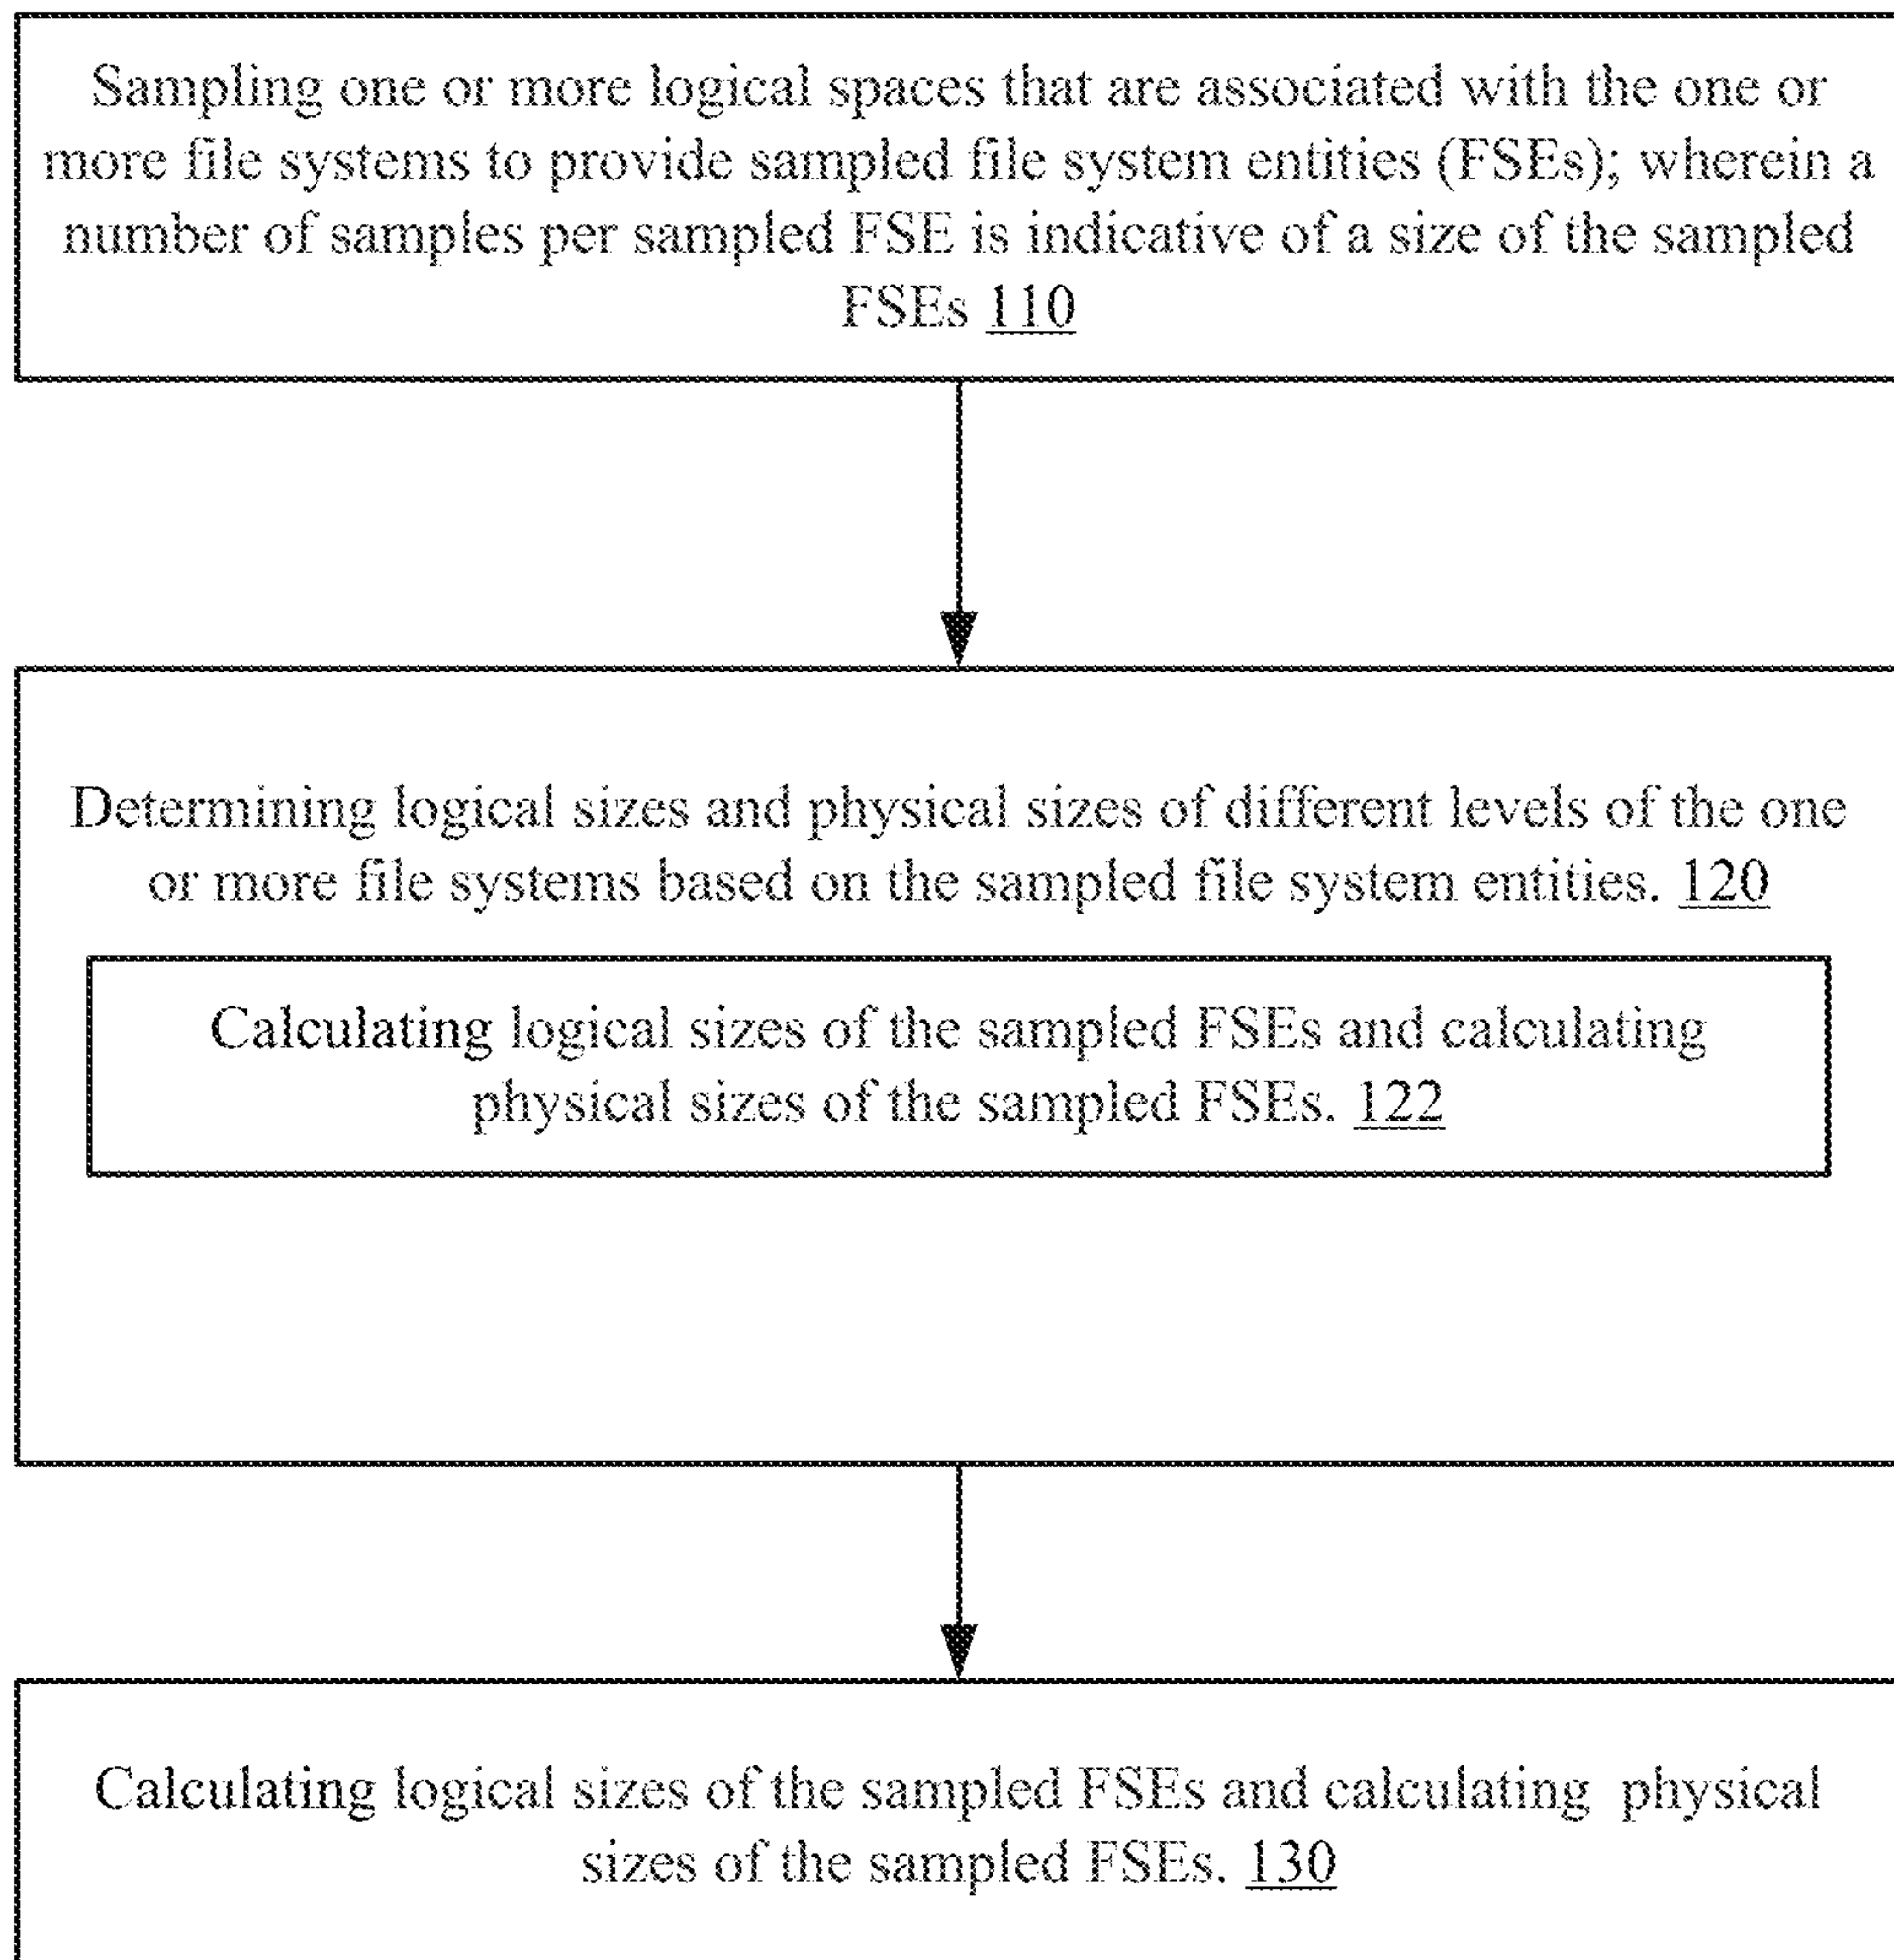 Sampling one or more logical spaces that are associated with the one or
more file systems to provide sampled file system entities (FSEs); wherein a
number of samples per sampled FSE is indicative of a size of the sampled
FSEs 110
Determining logical sizes and physical sizes of different levels of the one
or more file systems based on the sampled file system entities. 120
Calculating logical sizes of the sampled FSEs and calculating
physical sizes of the sampled FSEs. 122
Calculating logical sizes of the sampled FSEs and calculating physical
sizes of the sampled FSEs. 130